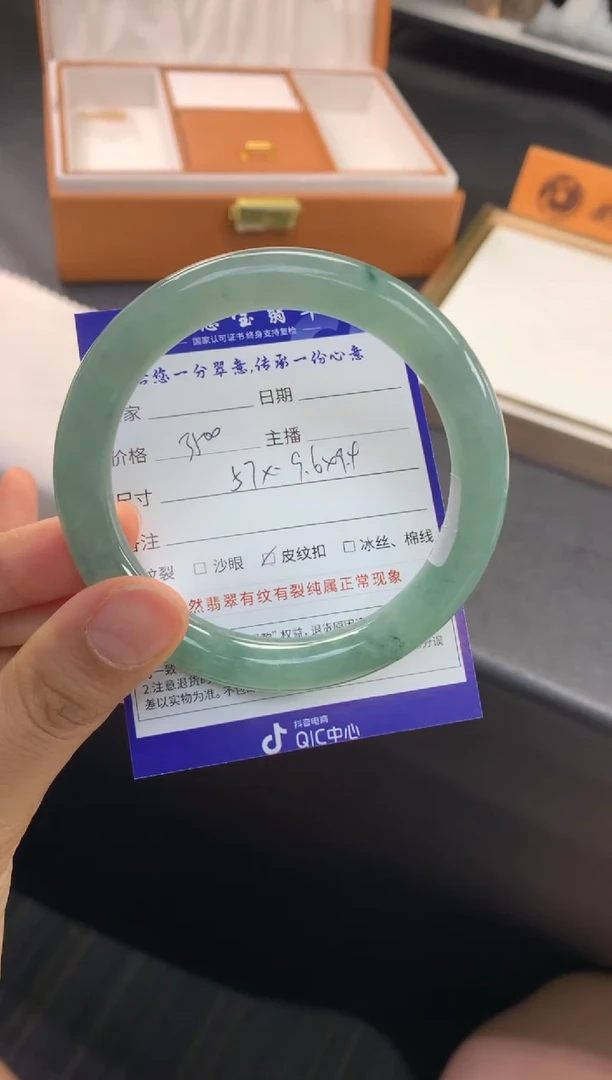 国家认可证书 终身支持复检
给您一分翠意,传承一份心意
家 日期
价格 3500 主播
尺寸 57x9.6x9.4
备注
纹裂 □ 沙眼 ☑ 皮纹扣 □ 冰丝、棉线
然翡翠有纹有裂纯属正常现象
2.注意退货
差以实物为准。不
抖音电商
QIC中心